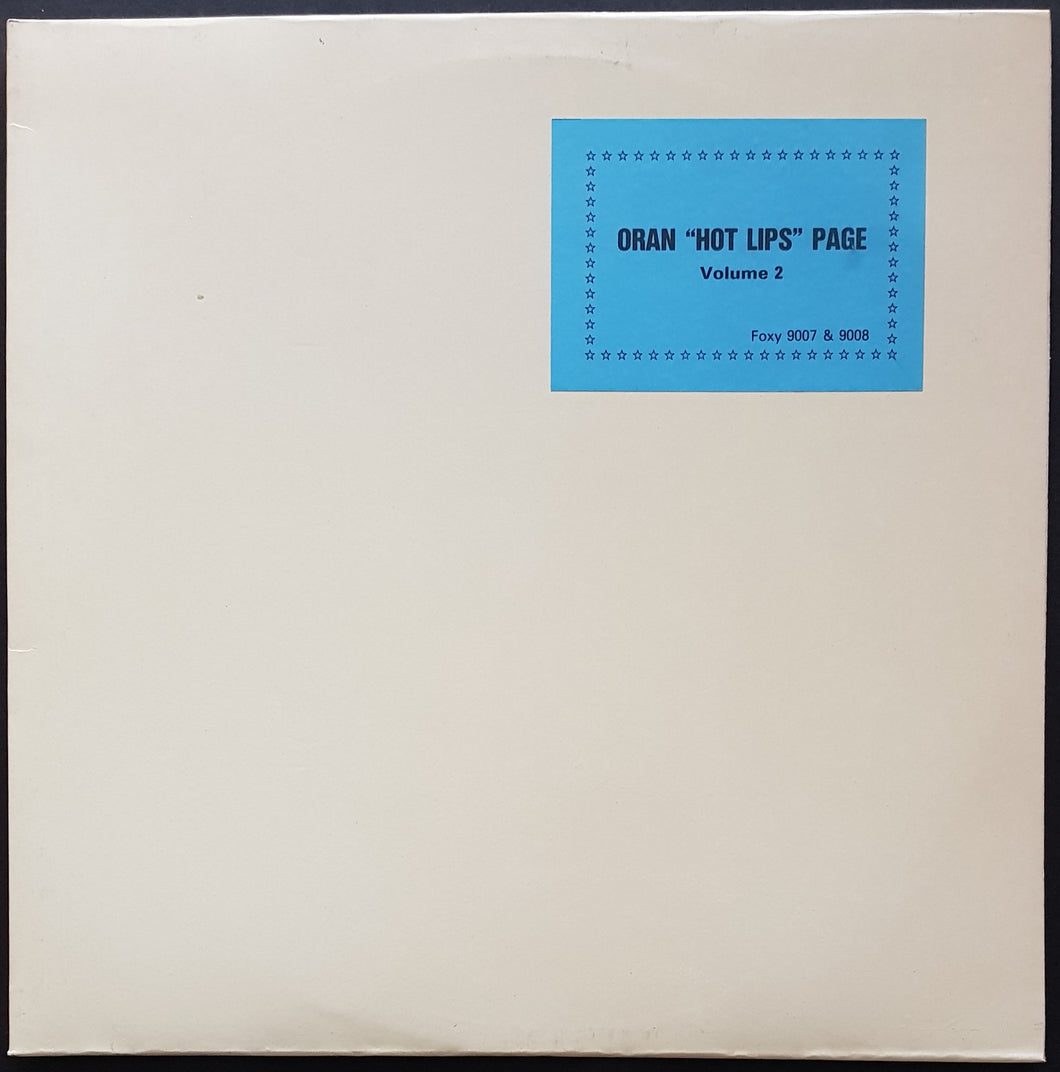 ORAN “HOT LIPS” PAGE
Volume 2
Foxy 9007 & 9008